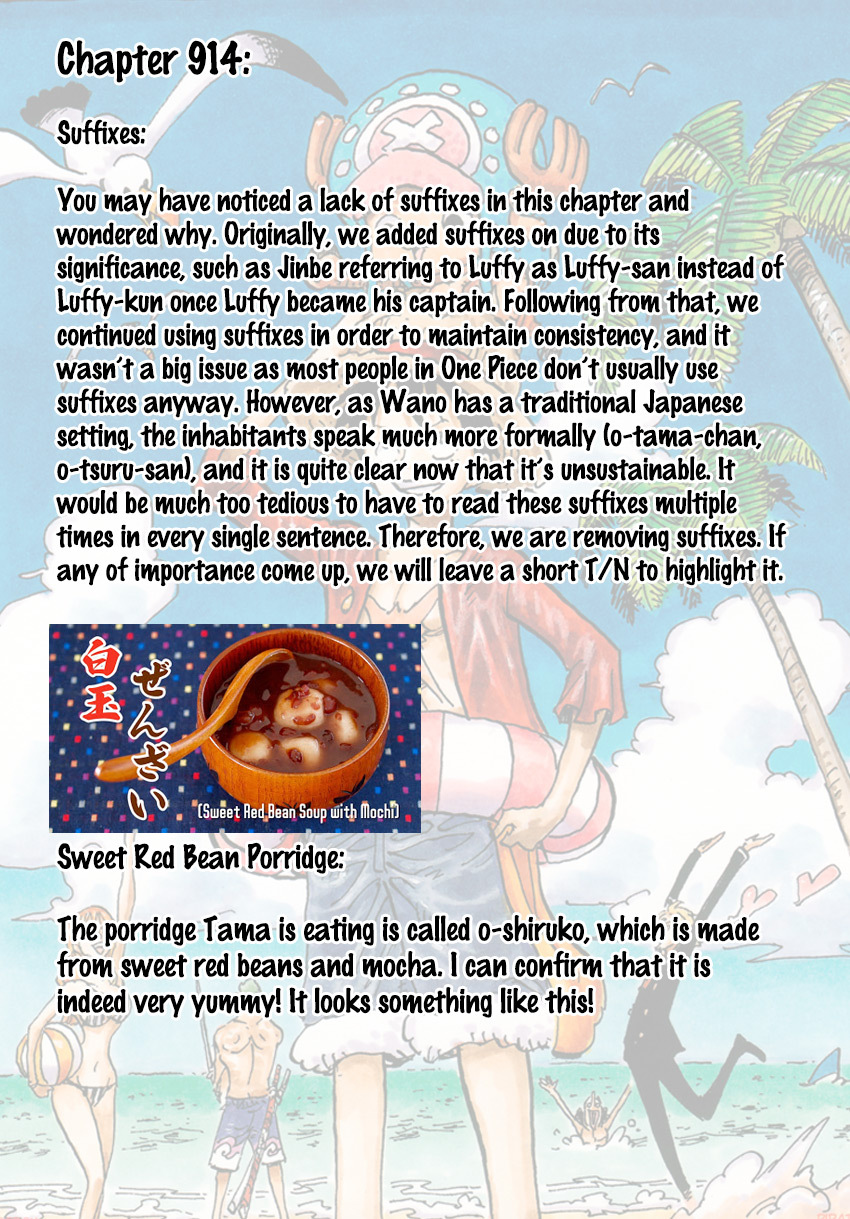 Chapter 914:
Suffixes:
You may have noticed a lack of suffixes in this chapter and
wondered why. Originally, we added suffixes on due to its
significance, such as Jinbe referring to Luffy as Luffy-san instead of
Luffy-kun once Luffy became his captain. Following from that, we
continued using suffixes in order to maintain consistency, and it
wasn't a big issue as most people in One Piece don't usually use
suffixes anyway. However, as Wano has a traditional Japanese
setting, the inhabitants speak much more formally (o-tama-chan,
o-tsuru-san), and it is quite clear now that it's unsustainable. It
would be much too tedious to have to read these suffixes multiple
times in every single sentence. Therefore, we are removing suffixes. If
any of importance come up, we will leave a short T/N to highlight it.
白玉
ぜんざい
(Sweet Red Bean Soup with Mochi)
Sweet Red Bean Porridge:
The porridge Tama is eating is called o-shiruko, which is made
from sweet red beans and mocha. I can confirm that it is
indeed very yummy! It looks something like this!